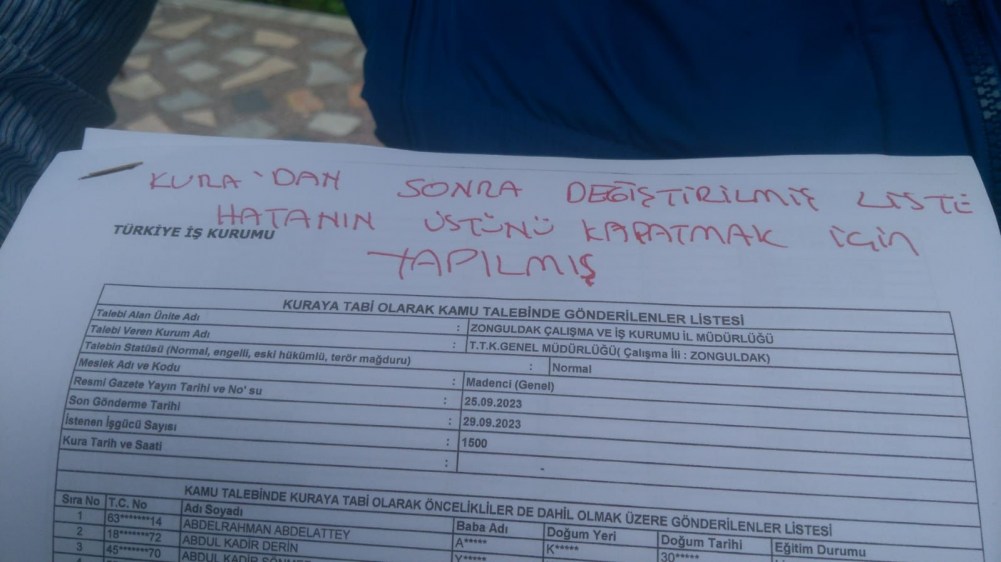 KURA'DAN SONRA DEĞİŞTİRİLMİŞ LİSTE
HATANIN ÜSTÜNÜ KAPATMAK İÇİN
YAPILMIŞ
TÜRKİYE İŞ KURUMU
KURAYA TABİ OLARAK KAMU TALEBİNDE GÖNDERİLENLER LİSTESİ
Talebi Alan Ünite Adı : ZONGULDAK ÇALIŞMA VE İŞ KURUMU İL MÜDÜRLÜĞÜ
Talebi Veren Kurum Adı : T.T.K.GENEL MÜDÜRLÜĞÜ( Çalışma İli : ZONGULDAK)
Talebin Statüsü (Normal, engelli, eski hükümlü, terör mağduru) : Normal
Meslek Adı ve Kodu : Madenci (Genel)
Resmi Gazete Yayın Tarihi ve No' su : 25.09.2023
Son Gönderme Tarihi : 29.09.2023
İstenen İşgücü Sayısı : 1500
Kura Tarih ve Saati : -
KAMU TALEBİNDE KURAYA TABİ OLARAK ÖNCELİKLİLER DE DAHİL OLMAK ÜZERE GÖNDERİLENLER LİSTESİ
Sıra No T.C. No Adı Soyadı Baba Adı Doğum Yeri Doğum Tarihi Eğitim Durumu
1 63*******14 ABDELRAHMAN ABDELATTEY A***** K***** 30*****
2 18*******72 ABDUL KADİR DERİN Y*****
3 45*******70 ABDUL KADİR